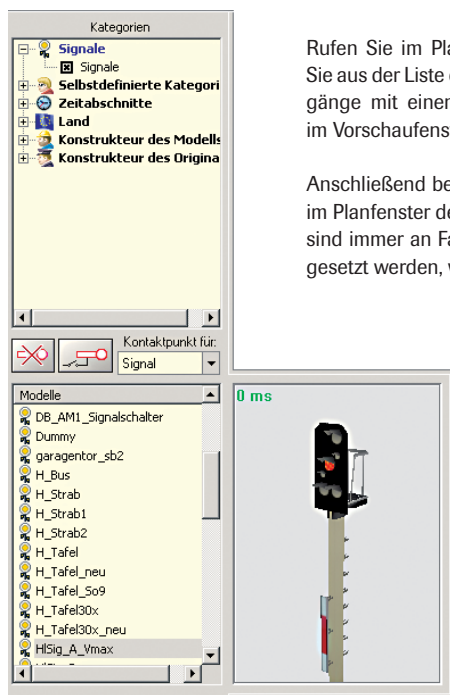 Kategorien
Signale
Signale
Selbstdefinierte Kategori
Zeitabschnitte
Land
Konstrukteur des Modells
Konstrukteur des Origina
Kontaktpunkt für:
Signal
Modelle
DB_AM1_Signalschalter
Dummy
garagentor_sb2
H_Bus
H_Strab
H_Strab1
H_Strab2
H_Tafel
H_Tafel_neu
H_Tafel_So9
H_Tafel30x
H_Tafel30x_neu
HlSig_A_Vmax
0 ms
Rufen Sie im Pla
Sie aus der Liste
gänge mit einer
im Vorschaufens
Anschließend be
im Planfenster de
sind immer an Fa
gesetzt werden, v